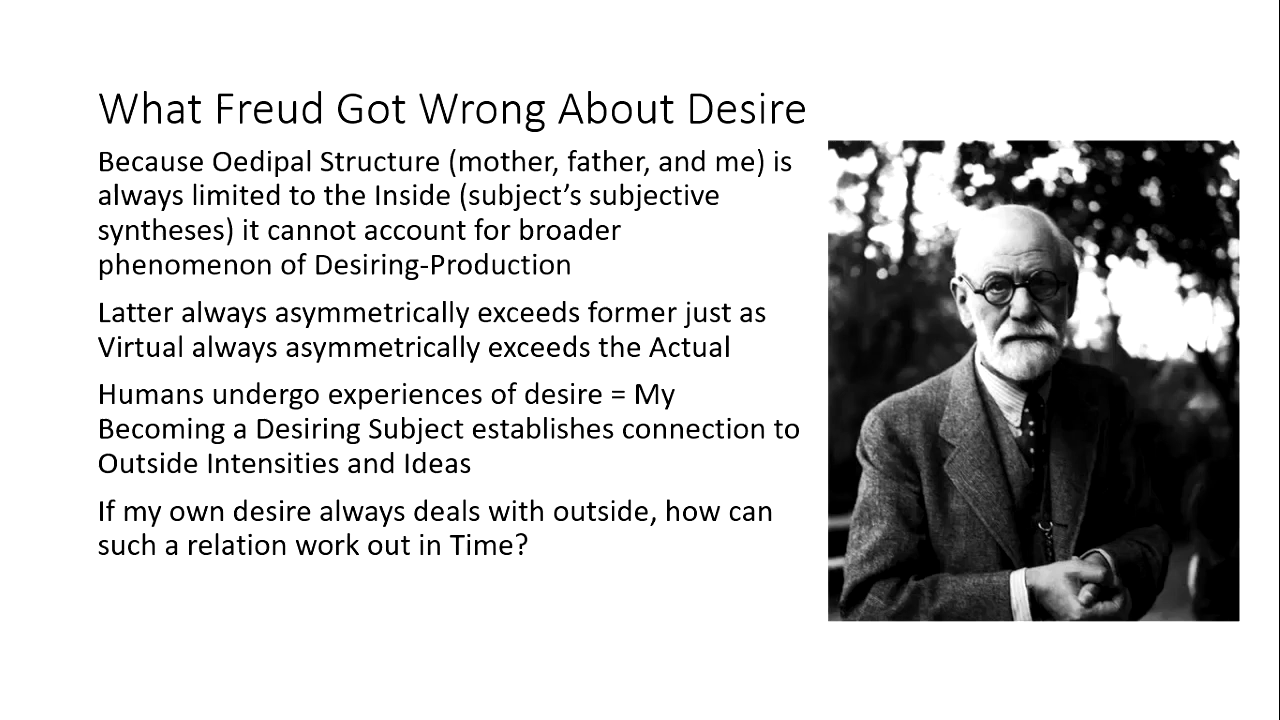 What Freud Got Wrong About Desire
Because Oedipal Structure (mother, father, and me) is
always limited to the Inside (subject’s subjective
syntheses) it cannot account for broader
phenomenon of Desiring-Production
Latter always asymmetrically exceeds former just as
Virtual always asymmetrically exceeds the Actual
Humans undergo experiences of desire = My
Becoming a Desiring Subject establishes connection to
Outside Intensities and Ideas
If my own desire always deals with outside, how can
such a relation work out in Time?